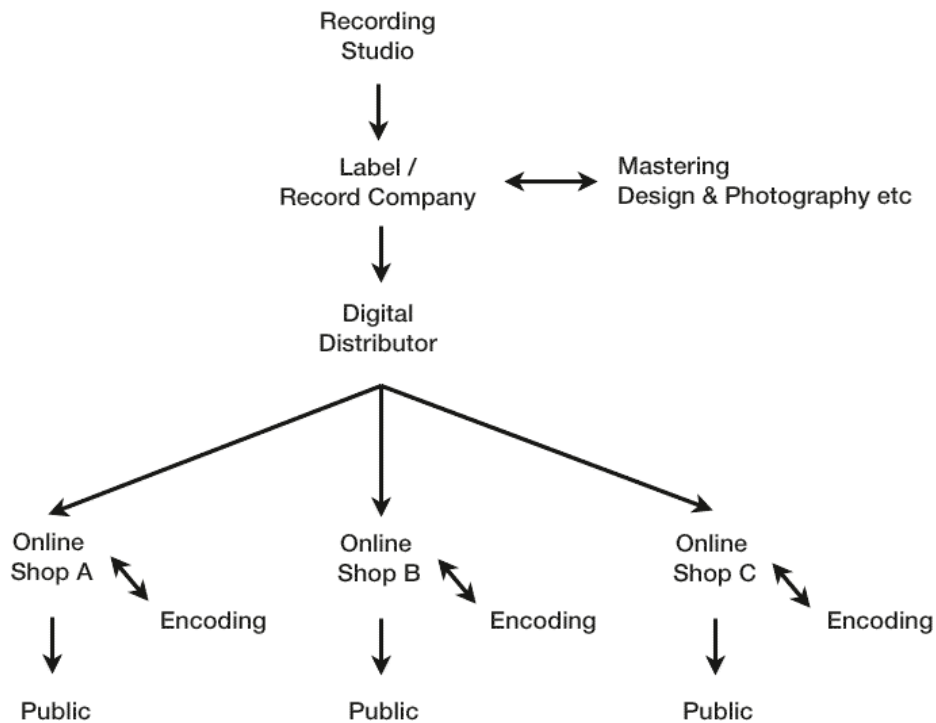 Recording
Studio
Label /
Record Company
Mastering
Design & Photography etc
Digital
Distributor
Online
Shop A
Encoding
Public
Online
Shop B
Encoding
Public
Online
Shop C
Encoding
Public